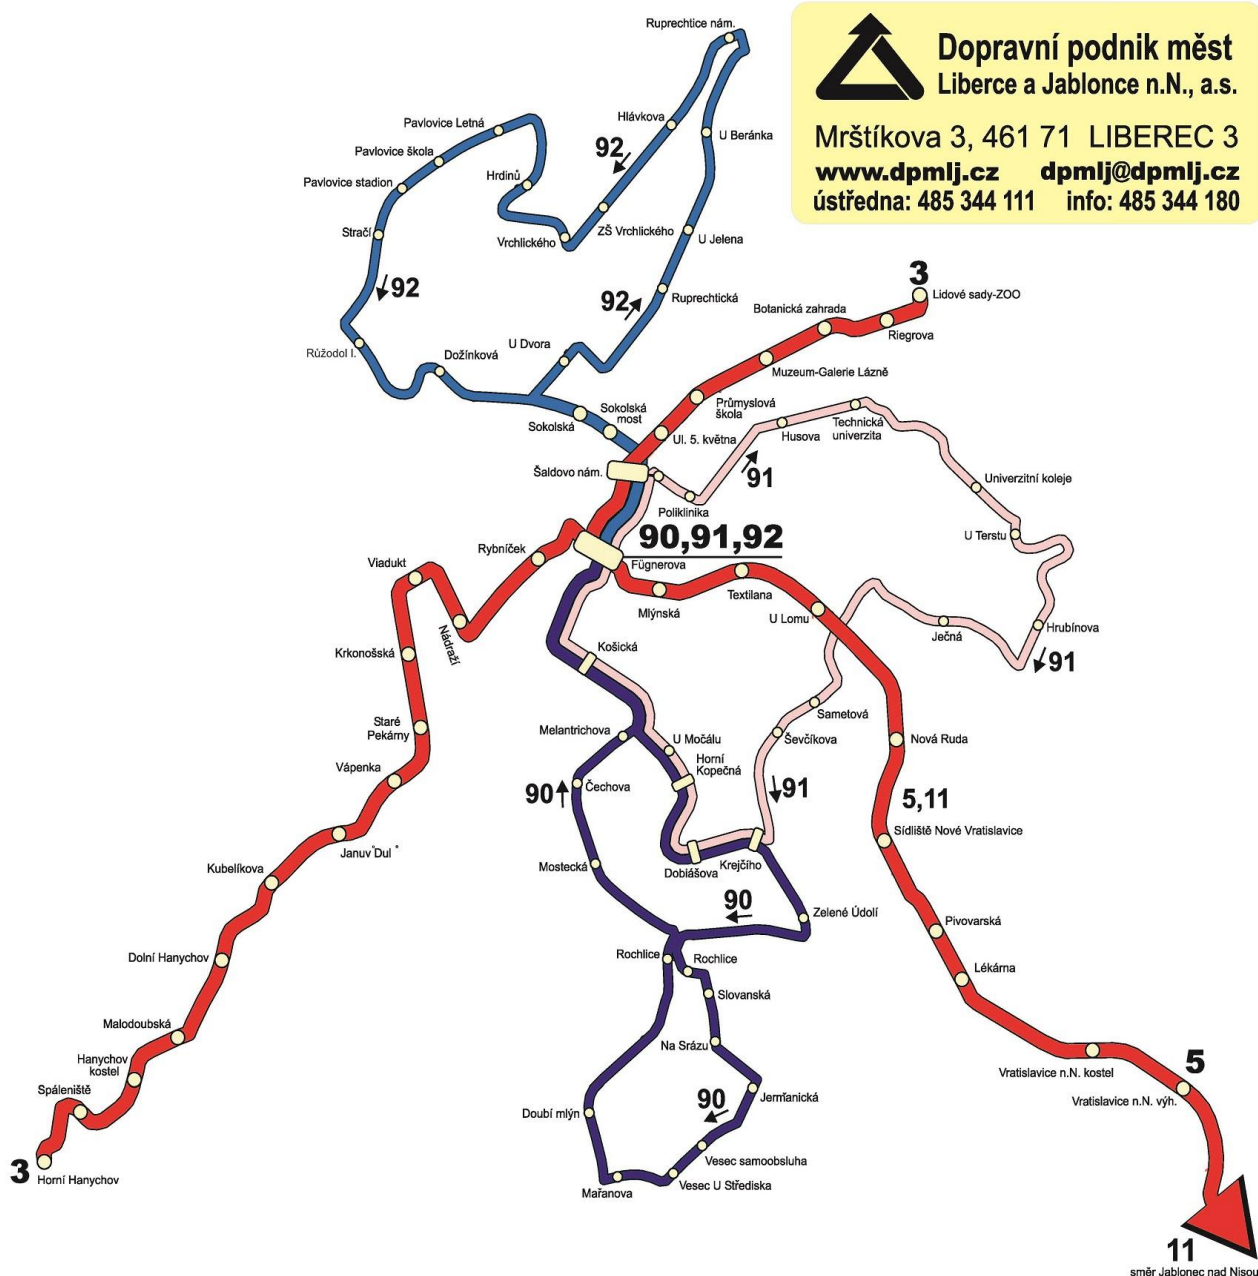 Dopravní podnik měst
Liberce a Jablonce n.N., a.s.
Mrštíkova 3, 461 71 LIBEREC 3
www.dpmlj.cz dpmlj@dpmlj.cz
ústředna: 485 344 111 info: 485 344 180
Ruprechtice nám.
Hlávkova
U Beránka
92
Pavlovice Letná
Pavlovice škola
Pavlovice stadion
Hrdinů
Stračí
Vrchlického
ZŠ Vrchlického
U Jelena
92
92
Ruprechtická
Růžodol I.
Dožínková
U Dvora
Sokolská
Sokolská
most
3
Lidové sady-ZOO
Botanická zahrada
Riegrova
Muzeum-Galerie Lázně
Průmyslová
škola
Ul. 5. května
Šaldovo nám.
Husova
Technická
univerzita
91
Poliklinika
Univerzitní koleje
U Terstu
90,91,92
Fügnerova
Rybníček
Viadukt
Nádraží
Mlýnská
Textilana
U Lomu
Ječná
Hrubínova
91
Košická
Krkonošská
Staré
Pekárny
Vápenka
Melantrichova
U Močálu
Horní
Kopečná
Sametová
Ševčíkova
Nová Ruda
90
Čechova
91
5,11
Sídliště Nové Vratislavice
Januv°Dul °
Kubelíkova
Mostecká
Dobiášova
Krejčího
90
Zelené Údolí
Pivovarská
Dolní Hanychov
Rochlice
Rochlice
Lékárna
Slovanská
Malodoubská
Na Srázu
Hanychov
kostel
Spáleniště
Vratislavice n.N. kostel
5
Vratislavice n.N. výh.
Jermanická
90
Doubí mlýn
Vesec samoobsluha
Vesec U Střediska
Mařanova
3
Horní Hanychov
11
směr Jablonec nad Nisou